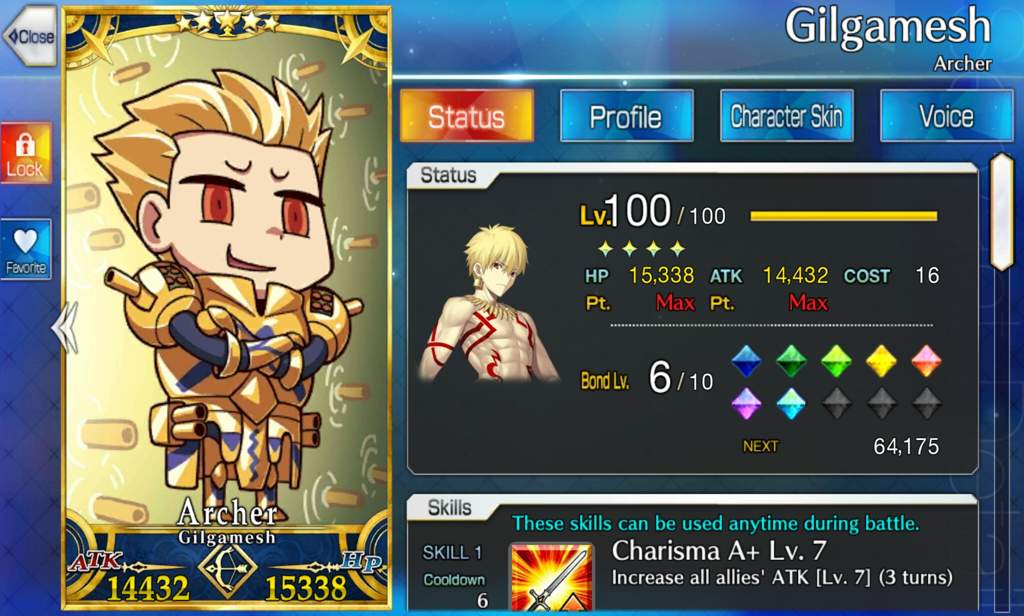 Close
Gilgamesh
Archer
Status
Profile
Character Skin
Voice
Lock
Favorite
Status
Lv.100/100
HP 15,338 ATK 14,432 COST 16
Pt. Max Pt. Max
Bond Lv. 6/10
NEXT 64,175
Archer
Gilgamesh
ATK
14432
HP
15338
Skills
These skills can be used anytime during battle.
SKILL 1
Cooldown
6
Charisma A+ Lv. 7
Increase all allies' ATK [Lv. 7] (3 turns)